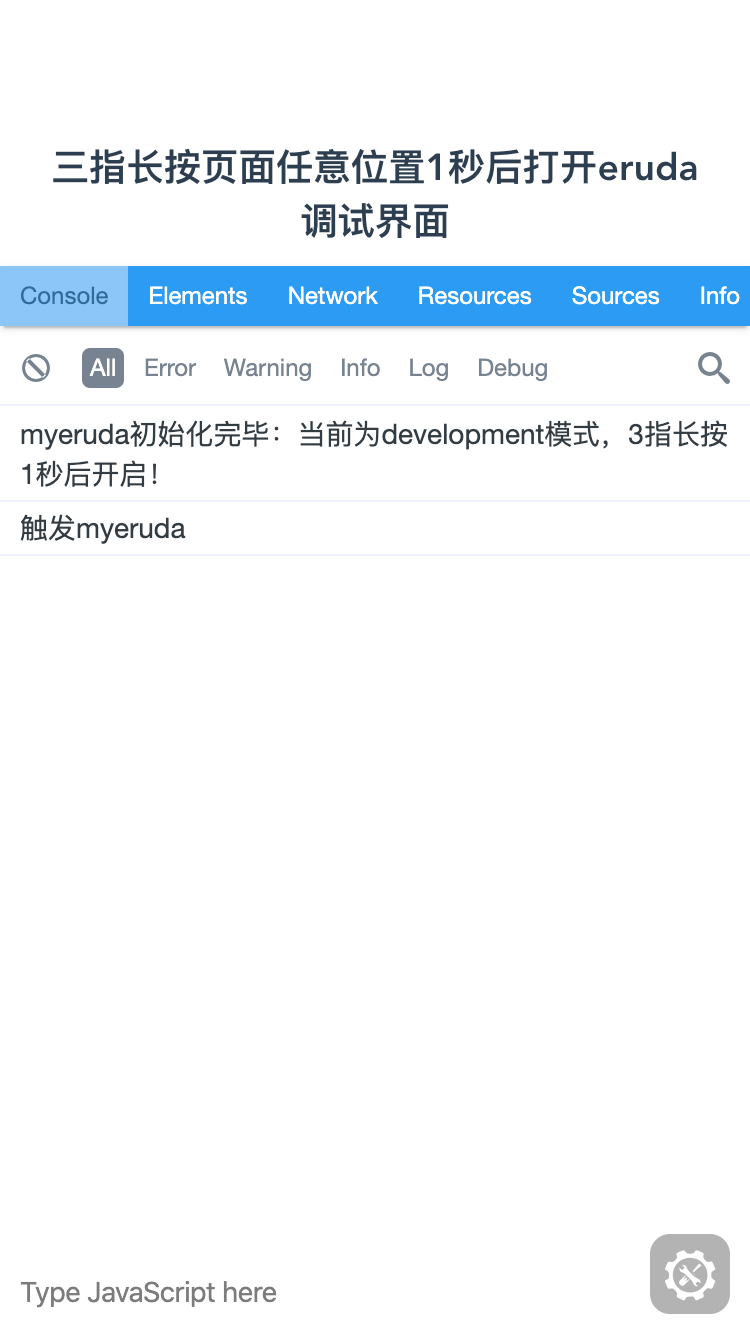 三指长按页面任意位置1秒后打开eruda
调试界面
Console Elements Network Resources Sources Info
All Error Warning Info Log Debug
myeruda初始化完毕：当前为development模式，3指长按
1秒后开启！
触发myeruda
Type JavaScript here